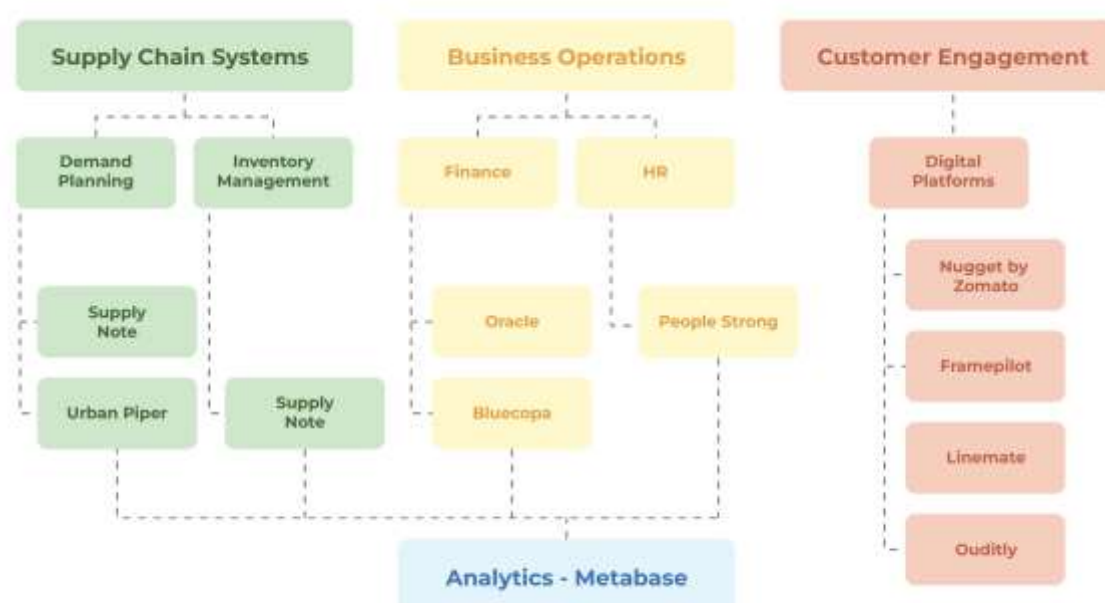 Supply Chain Systems
Business Operations
Customer Engagement
Demand
Planning
Inventory
Management
Finance
HR
Digital
Platforms
Supply
Note
Urban Piper
Supply
Note
Oracle
Bluecopa
People Strong
Nugget by
Zomato
Framepilot
Linemate
Ouditly
Analytics - Metabase